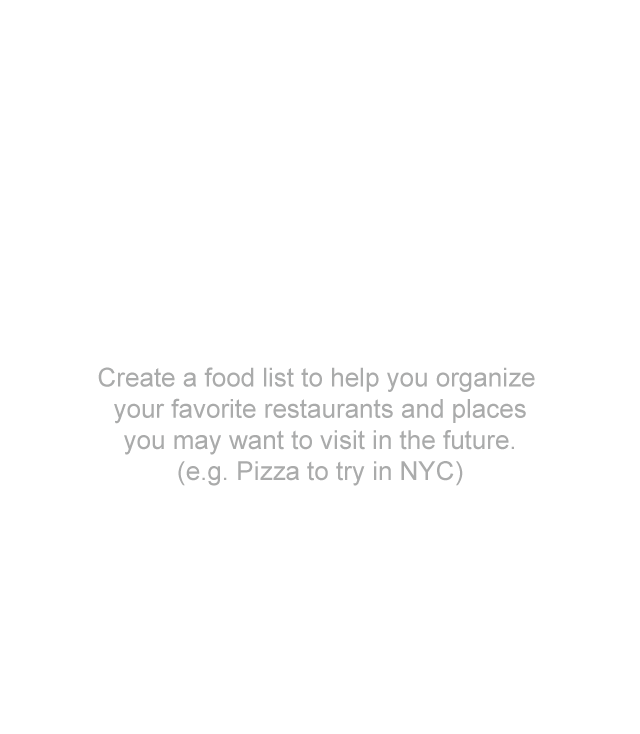 Create a food list to help you organize
your favorite restaurants and places
you may want to visit in the future.
(e.g. Pizza to try in NYC)